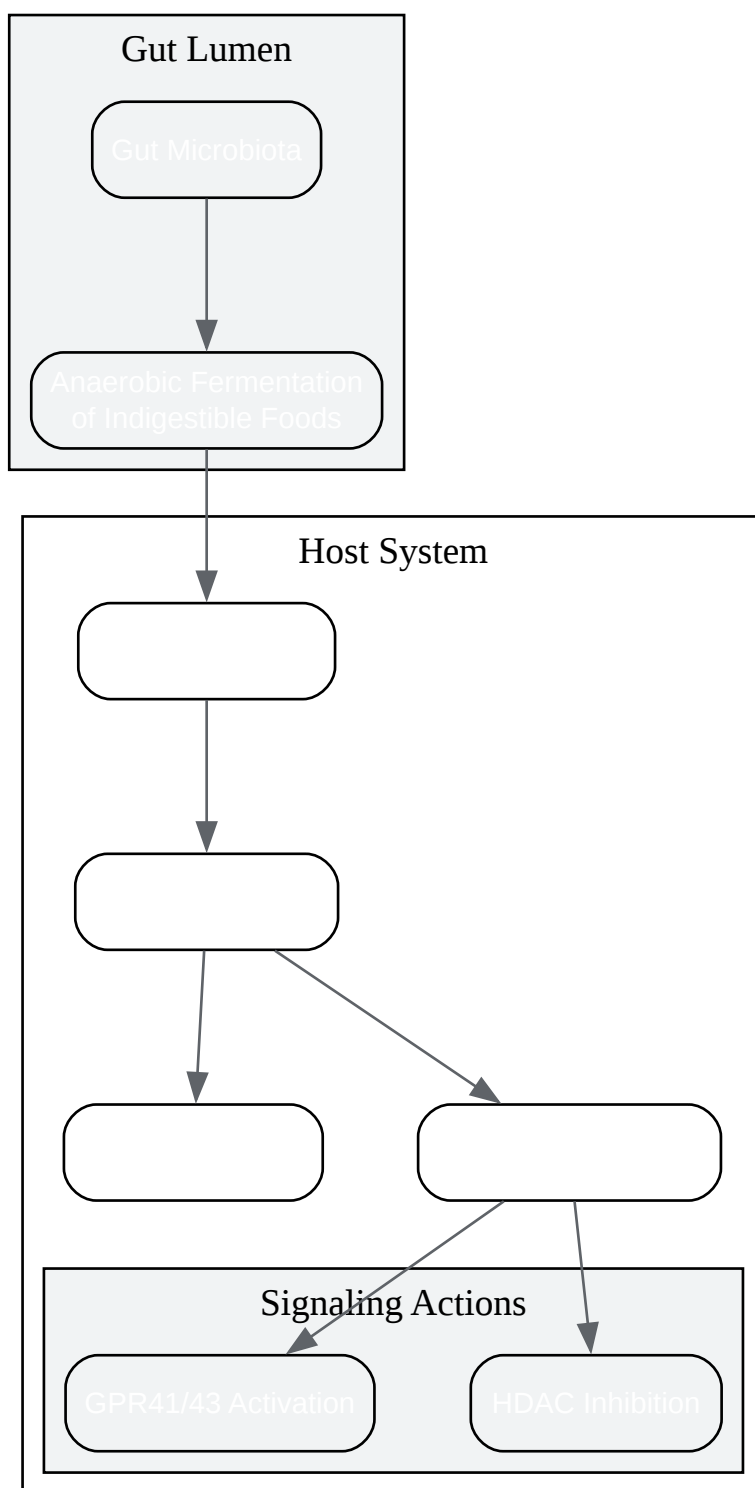 Gut Lumen
Gut Microbiota
Anaerobic Fermentation
of Indigestible Foods
Host System
Signaling Actions
GPR41/43 Activation
HDAC Inhibition